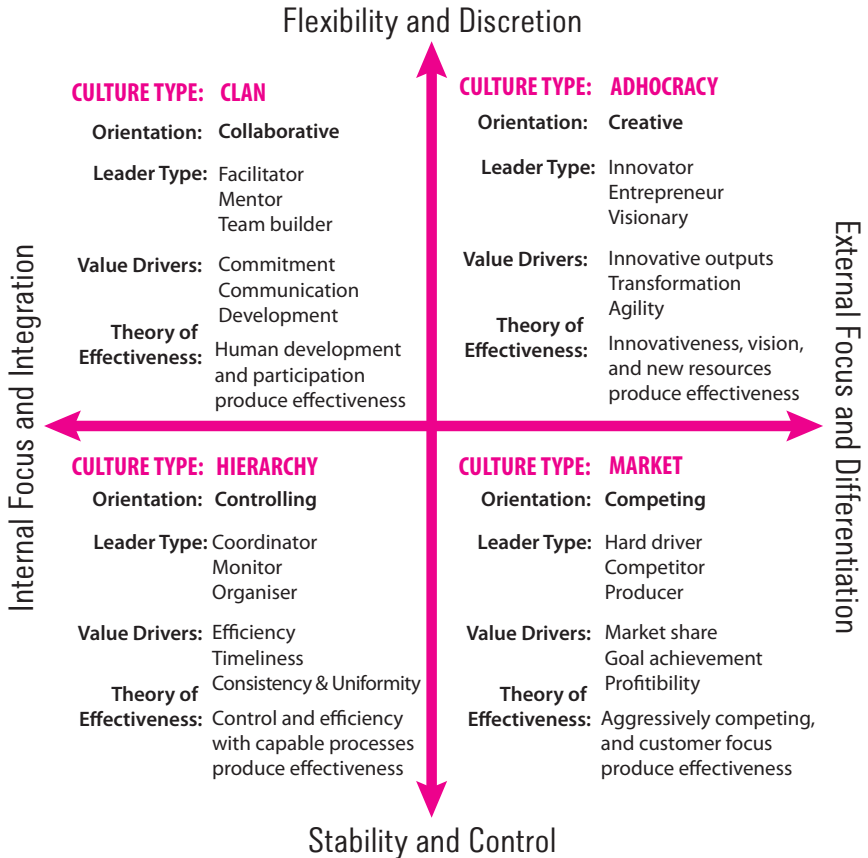 Flexibility and Discretion
CULTURE TYPE: CLAN
Orientation: Collaborative
Leader Type: Facilitator
Mentor
Team builder
Value Drivers: Commitment
Communication
Development
Theory of
Effectiveness: Human development
and participation
produce effectiveness
CULTURE TYPE: ADHOCRACY
Orientation: Creative
Leader Type: Innovator
Entrepreneur
Visionary
Value Drivers: Innovative outputs
Transformation
Agility
Theory of
Effectiveness: Innovativeness, vision,
and new resources
produce effectiveness
Internal Focus and Integration
External Focus and Differentiation
CULTURE TYPE: HIERARCHY
Orientation: Controlling
Leader Type: Coordinator
Monitor
Organiser
Value Drivers: Efficiency
Timeliness
Consistency & Uniformity
Theory of
Effectiveness: Control and efficiency
with capable processes
produce effectiveness
CULTURE TYPE: MARKET
Orientation: Competing
Leader Type: Hard driver
Competitor
Producer
Value Drivers: Market share
Goal achievement
Profitibility
Theory of
Effectiveness: Aggressively competing,
and customer focus
produce effectiveness
Stability and Control